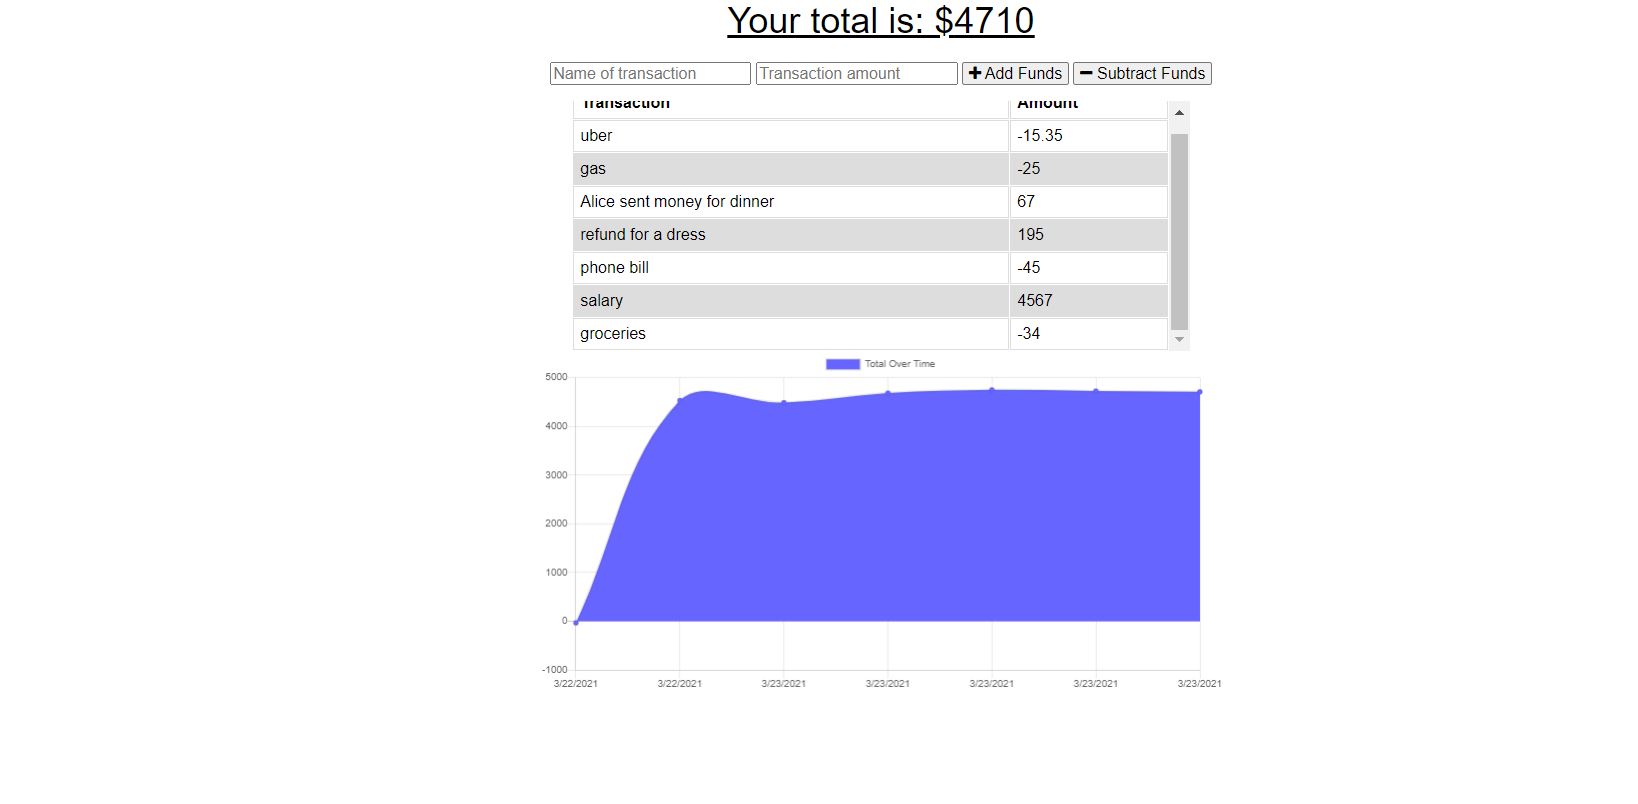 Your total is: $4710
Name of transaction Transaction amount Add Funds Subtract Funds
Transaction Amount
uber -15.35
gas -25
Alice sent money for dinner 67
refund for a dress 195
phone bill -45
salary 4567
groceries -34
Total Over Time
5000
4000
3000
2000
1000
0
-1000
3/22/2021 3/22/2021 3/23/2021 3/23/2021 3/23/2021 3/23/2021 3/23/2021